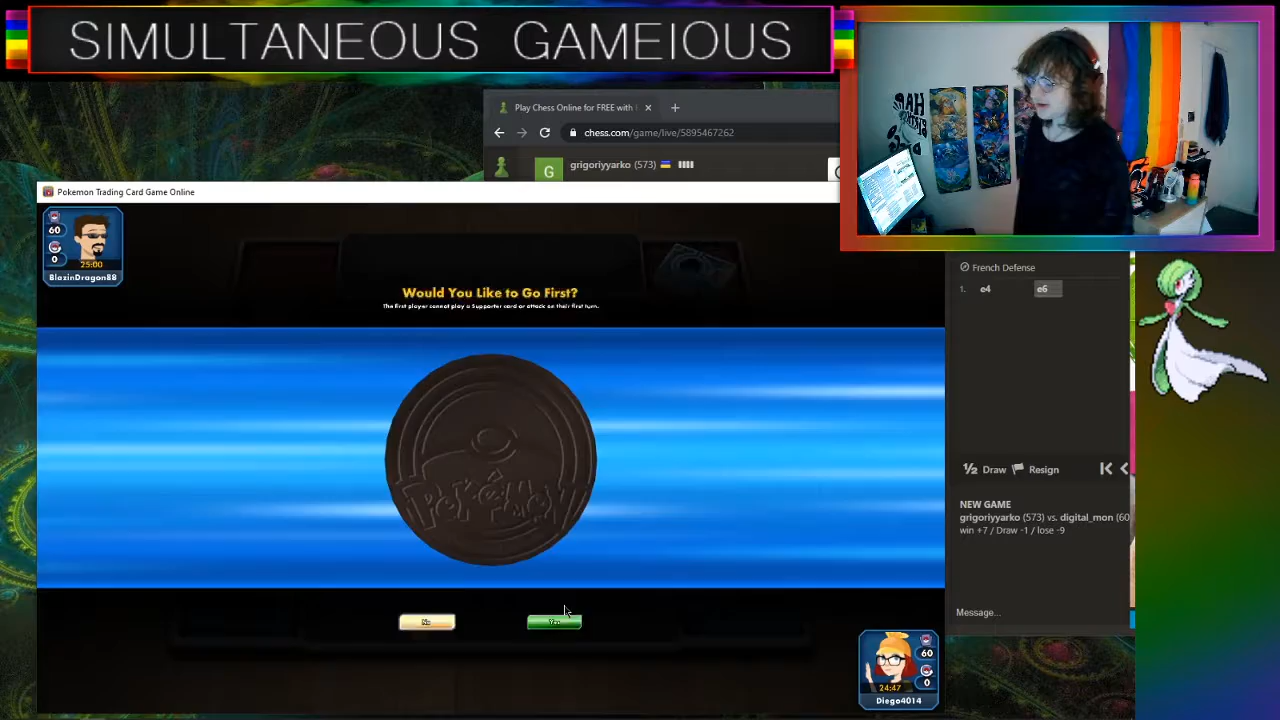 SIMULTANEOUS GAMEIOUS
Play Chess Online for FREE with
chess.com/game/live/5895467262
G
grigoriyyarko (573)
Pokemon Trading Card Game Online
60
0
25:00
BlazinDragon88
Would You Like to Go First?
The first player cannot play a Supporter card or attack on their first turn.
POKéMON
No
Yes
French Defense
1. e4 e6
½ Draw Resign
NEW GAME
grigoriyyarko (573) vs. digital_mon (60
win +7 / Draw -1 / lose -9
Message...
60
0
24:47
Diego4014